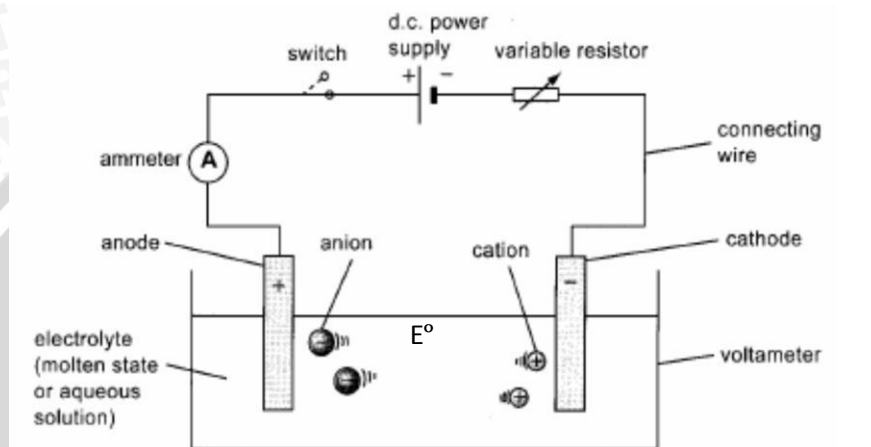 d.c. power
supply
switch
variable resistor
+ −
connecting
wire
ammeter
A
anode
anion
cation
cathode
+
−
E°
electrolyte
(molten state
or aqueous
solution)
−
−
+
+
voltameter